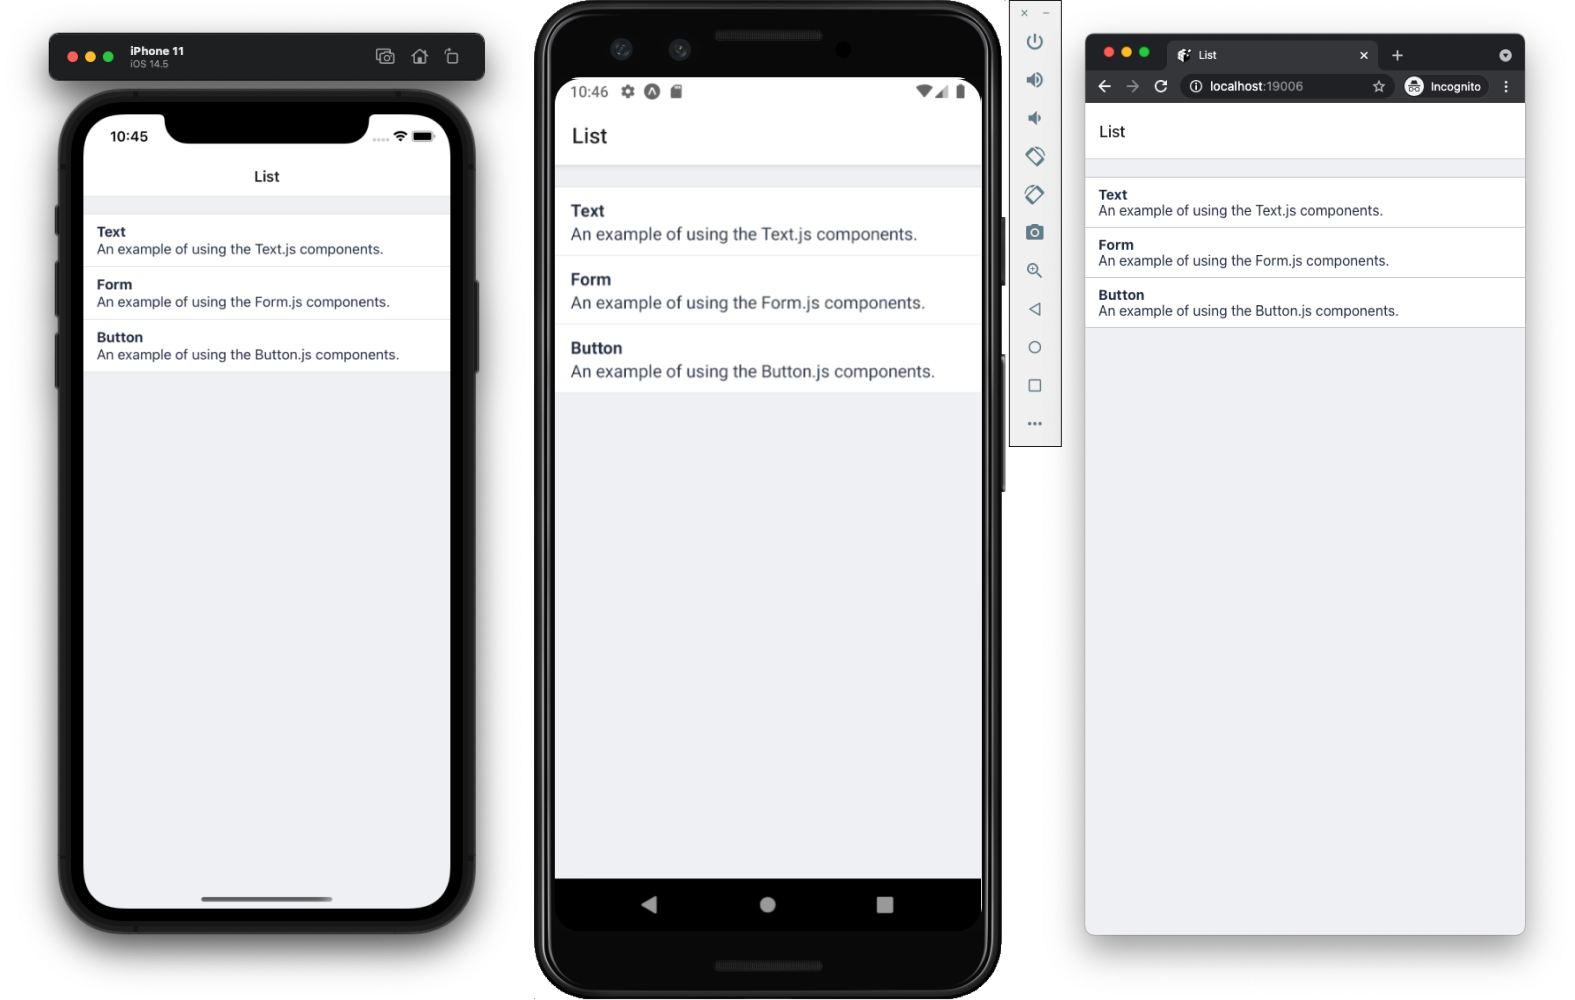 iPhone 11
iOS 14.5
10:45
List
Text
An example of using the Text.js components.
Form
An example of using the Form.js components.
Button
An example of using the Button.js components.
10:46
List
Text
An example of using the Text.js components.
Form
An example of using the Form.js components.
Button
An example of using the Button.js components.
List
localhost:19006
Incognito
List
Text
An example of using the Text.js components.
Form
An example of using the Form.js components.
Button
An example of using the Button.js components.